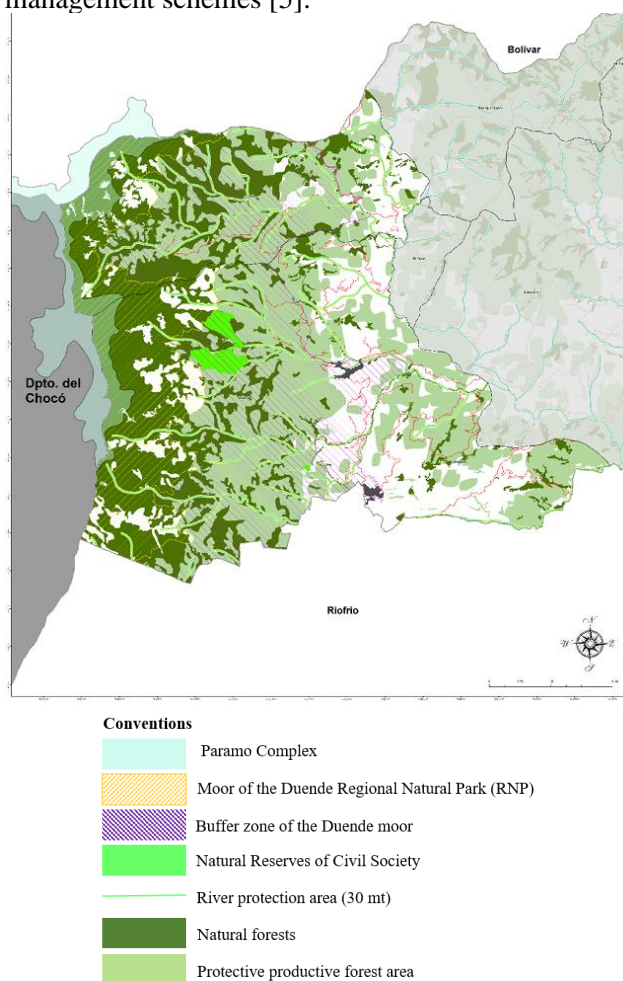 management schemes [5].
Bolivar
Dpto. del
Chocó
Riofrio
N
W
E
S
Conventions
Paramo Complex
Moor of the Duende Regional Natural Park (RNP)
Buffer zone of the Duende moor
Natural Reserves of Civil Society
River protection area (30 mt)
Natural forests
Protective productive forest area